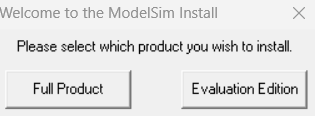 Welcome to the ModelSim Install
Please select which product you wish to install.
Full Product
Evaluation Edition